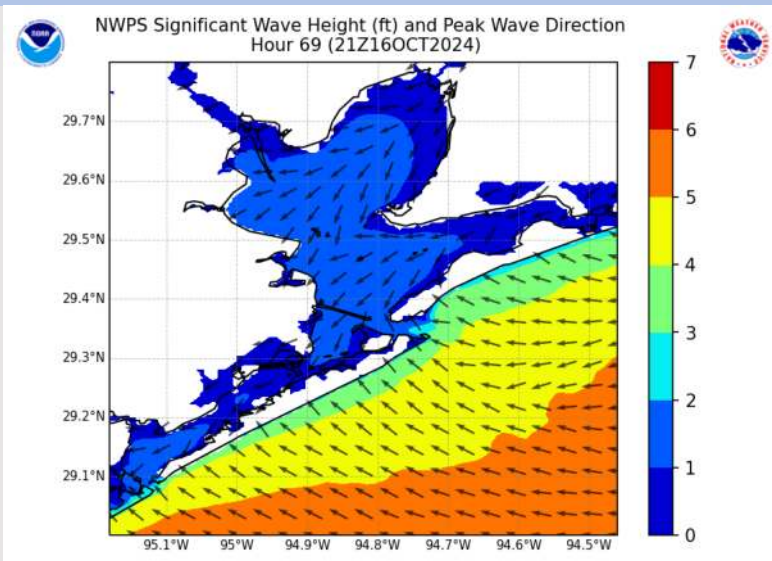 NWPS Significant Wave Height (ft) and Peak Wave Direction
Hour 69 (21Z16OCT2024)
NOAA
29.7°N
29.6°N
29.5°N
29.4°N
29.3°N
29.2°N
29.1°N
95.1°W 95°W 94.9°W 94.8°W 94.7°W 94.6°W 94.5°W
7
6
5
4
3
2
1
0